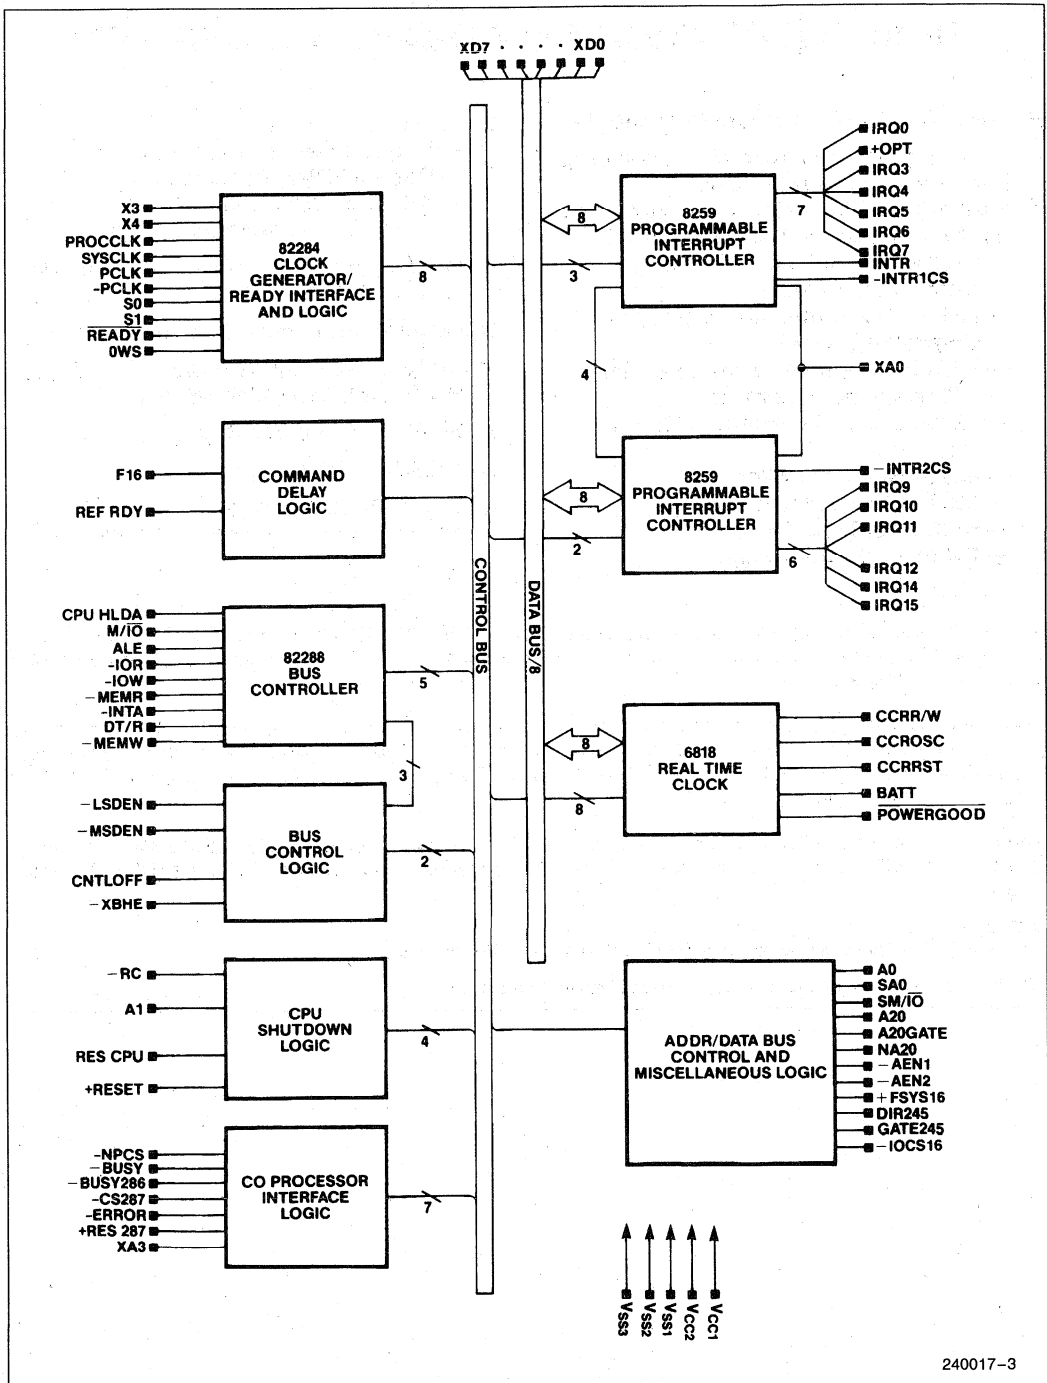 XD7 · · · · XD0
X3
X4
PROCCLK
SYSCLK
PCLK
-PCLK
S0
S1
READY
0WS
82284
CLOCK
GENERATOR/
READY INTERFACE
AND LOGIC
8
F16
REF RDY
COMMAND
DELAY
LOGIC
CPU HLDA
M/IO
ALE
-IOR
-IOW
-MEMR
-INTA
DT/R
-MEMW
82288
BUS
CONTROLLER
5
3
-LSDEN
-MSDEN
CNTLOFF
-XBHE
BUS
CONTROL
LOGIC
2
-RC
A1
RES CPU
+RESET
CPU
SHUTDOWN
LOGIC
4
-NPCS
-BUSY
-BUSY286
-CS287
-ERROR
+RES 287
XA3
CO PROCESSOR
INTERFACE
LOGIC
7
CONTROL BUS
DATA BUS/8
8
3
8259
PROGRAMMABLE
INTERRUPT
CONTROLLER
7
IRQ0
+OPT
IRQ3
IRQ4
IRQ5
IRQ6
IRQ7
INTR
-INTR1CS
4
XA0
8
2
8259
PROGRAMMABLE
INTERRUPT
CONTROLLER
6
-INTR2CS
IRQ9
IRQ10
IRQ11
IRQ12
IRQ14
IRQ15
8
8
6818
REAL TIME
CLOCK
CCRR/W
CCROSC
CCRRST
BATT
POWERGOOD
ADDR/DATA BUS
CONTROL AND
MISCELLANEOUS LOGIC
A0
SA0
SM/IO
A20
A20GATE
NA20
-AEN1
-AEN2
+FSYS16
DIR245
GATE245
-IOCS16
VSS3
VSS2
VSS1
VCC2
VCC1
240017-3